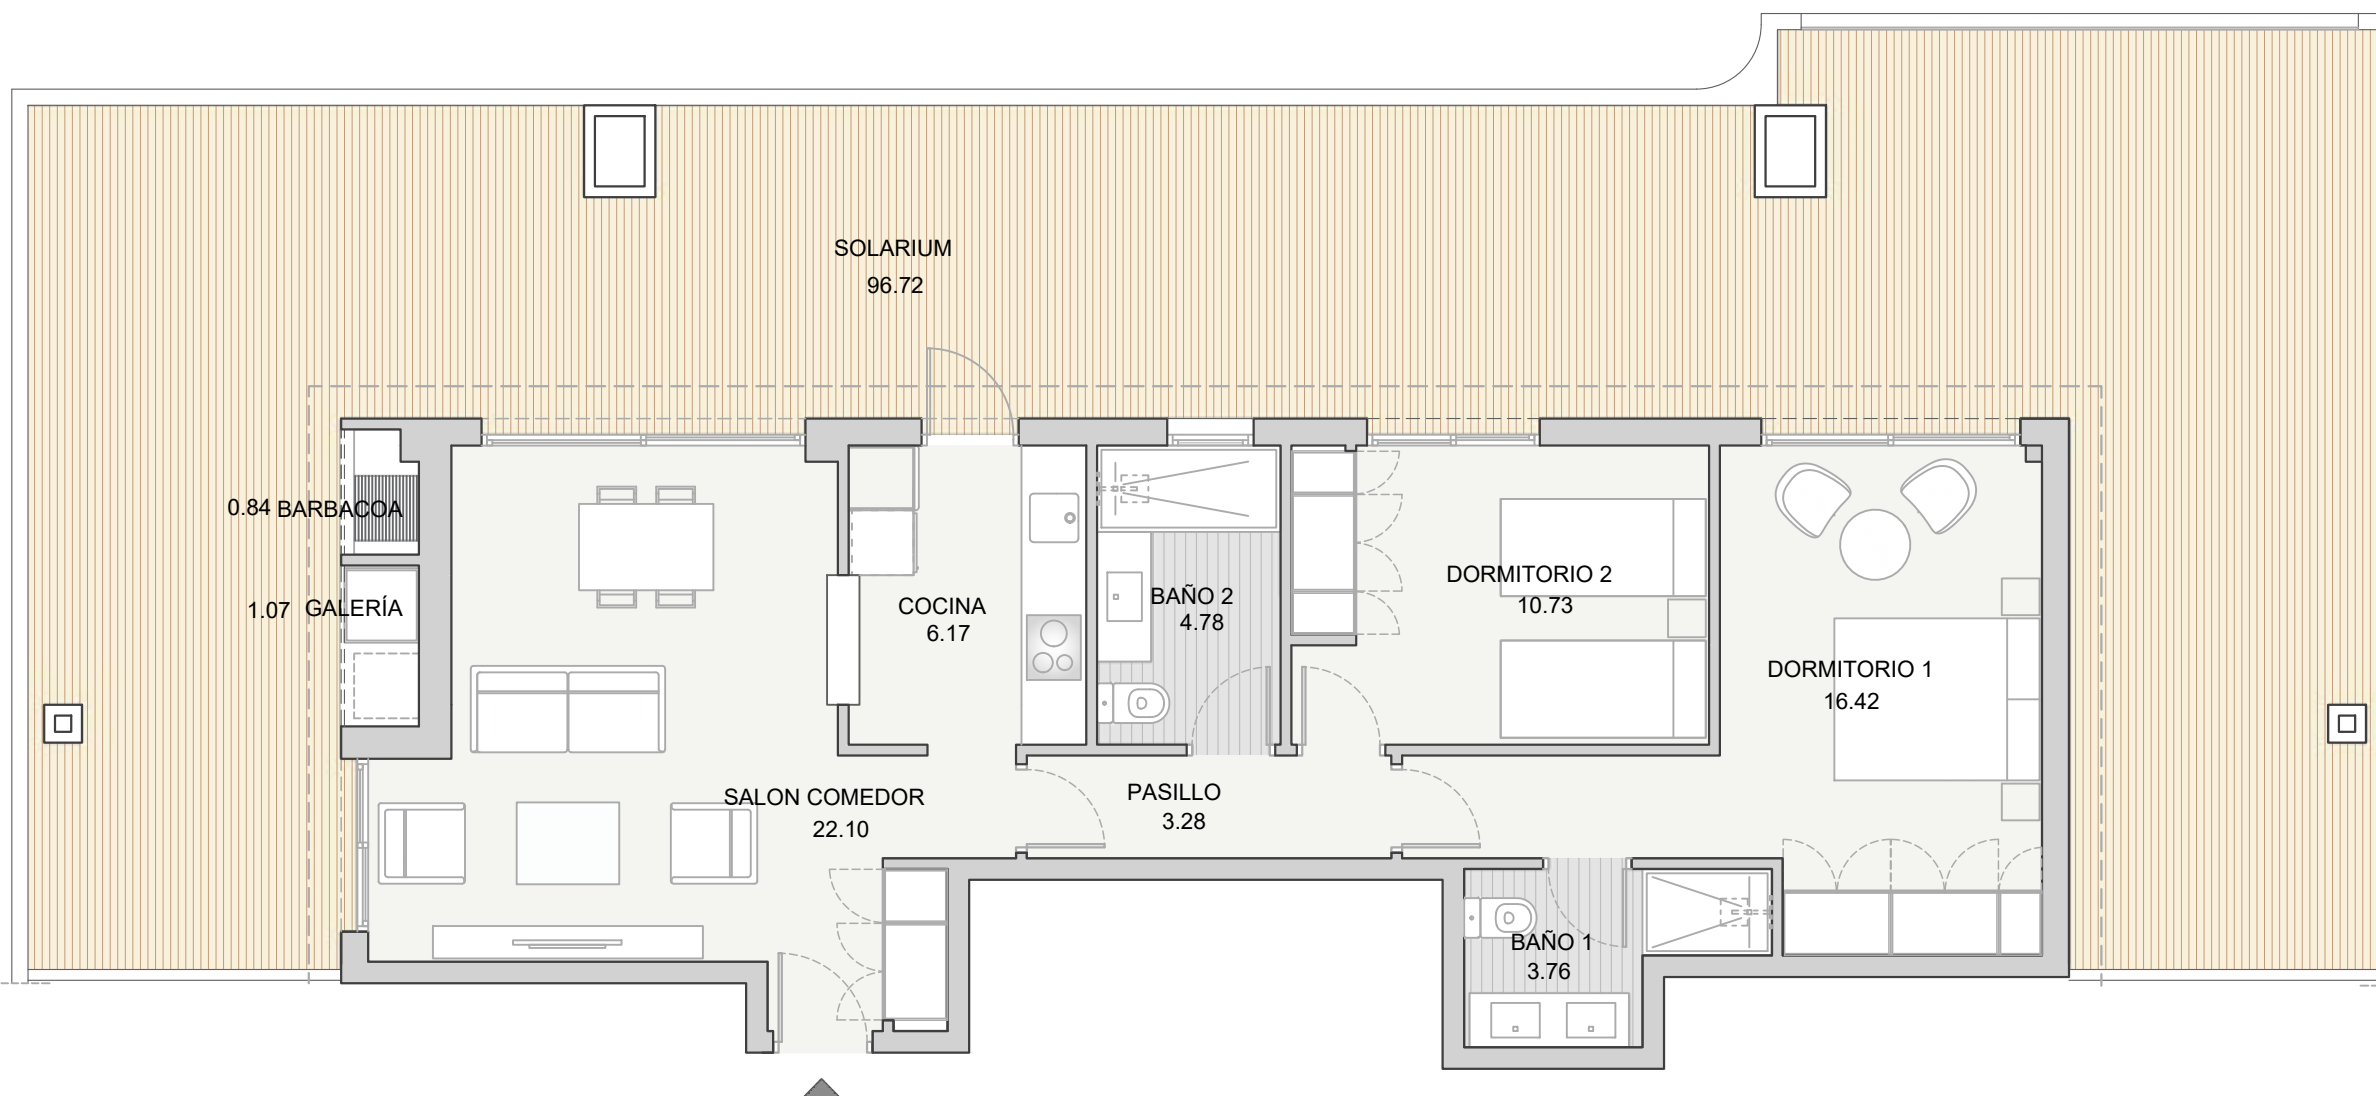 SOLARIUM
96.72
0.84 BARBACOA
1.07 GALERÍA
COCINA
6.17
BAÑO 2
4.78
DORMITORIO 2
10.73
DORMITORIO 1
16.42
SALON COMEDOR
22.10
PASILLO
3.28
BAÑO 1
3.76